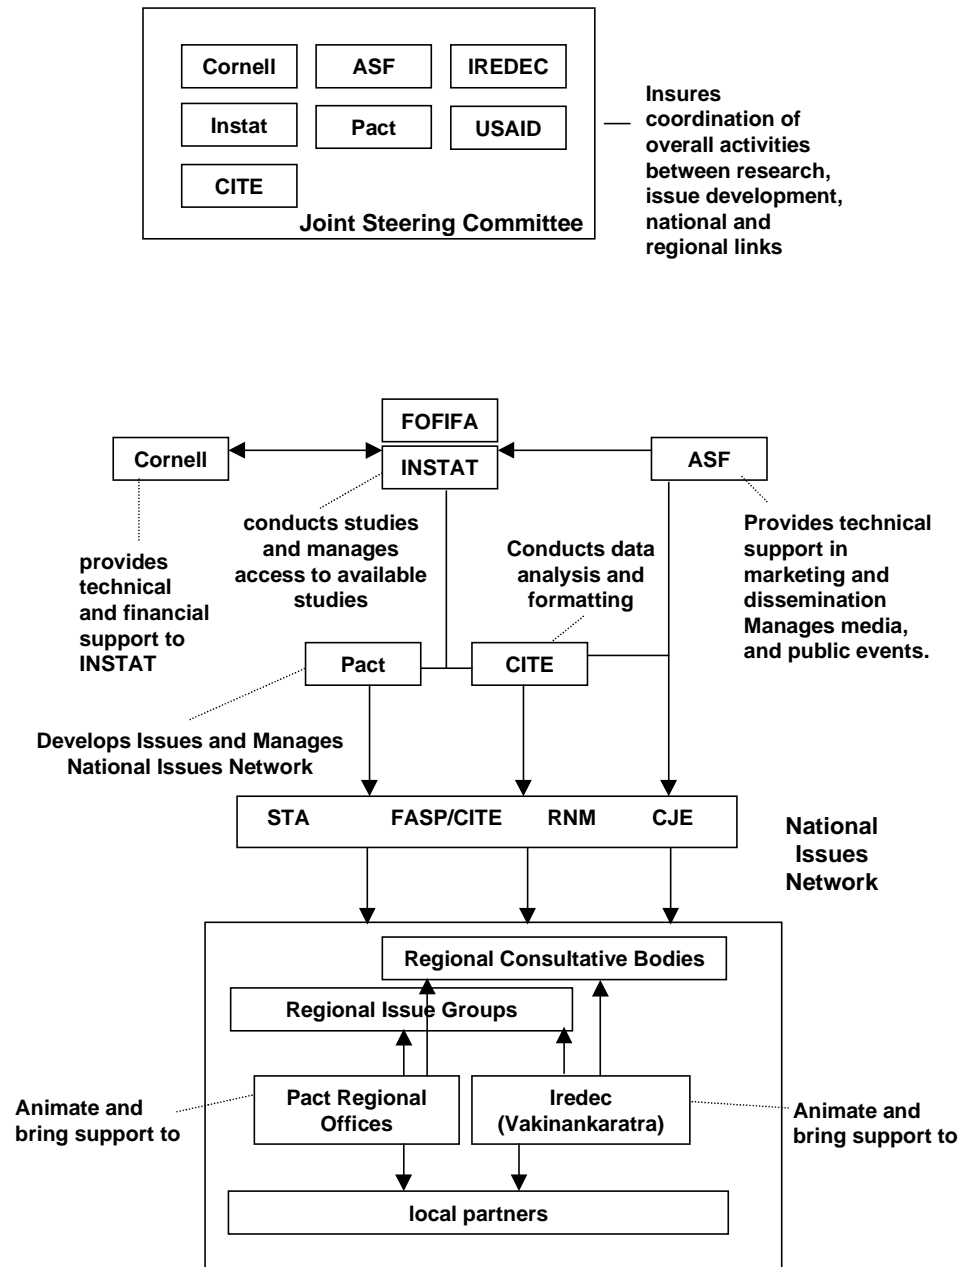 Cornell
ASF
IREDEC
Instat
Pact
USAID
CITE
Joint Steering Committee
Insures
coordination of
overall activities
between research,
issue development,
national and
regional links
FOFIFA
Cornell
INSTAT
ASF
provides
technical
and financial
support to
INSTAT
conducts studies
and manages
access to available
studies
Conducts data
analysis and
formatting
Provides technical
support in
marketing and
dissemination
Manages media,
and public events.
Pact
CITE
Develops Issues and Manages
National Issues Network
STA FASP/CITE RNM CJE
National
Issues
Network
Regional Consultative Bodies
Regional Issue Groups
Pact Regional
Offices
Iredec
(Vakinankaratra)
Animate and
bring support to
Animate and
bring support to
local partners